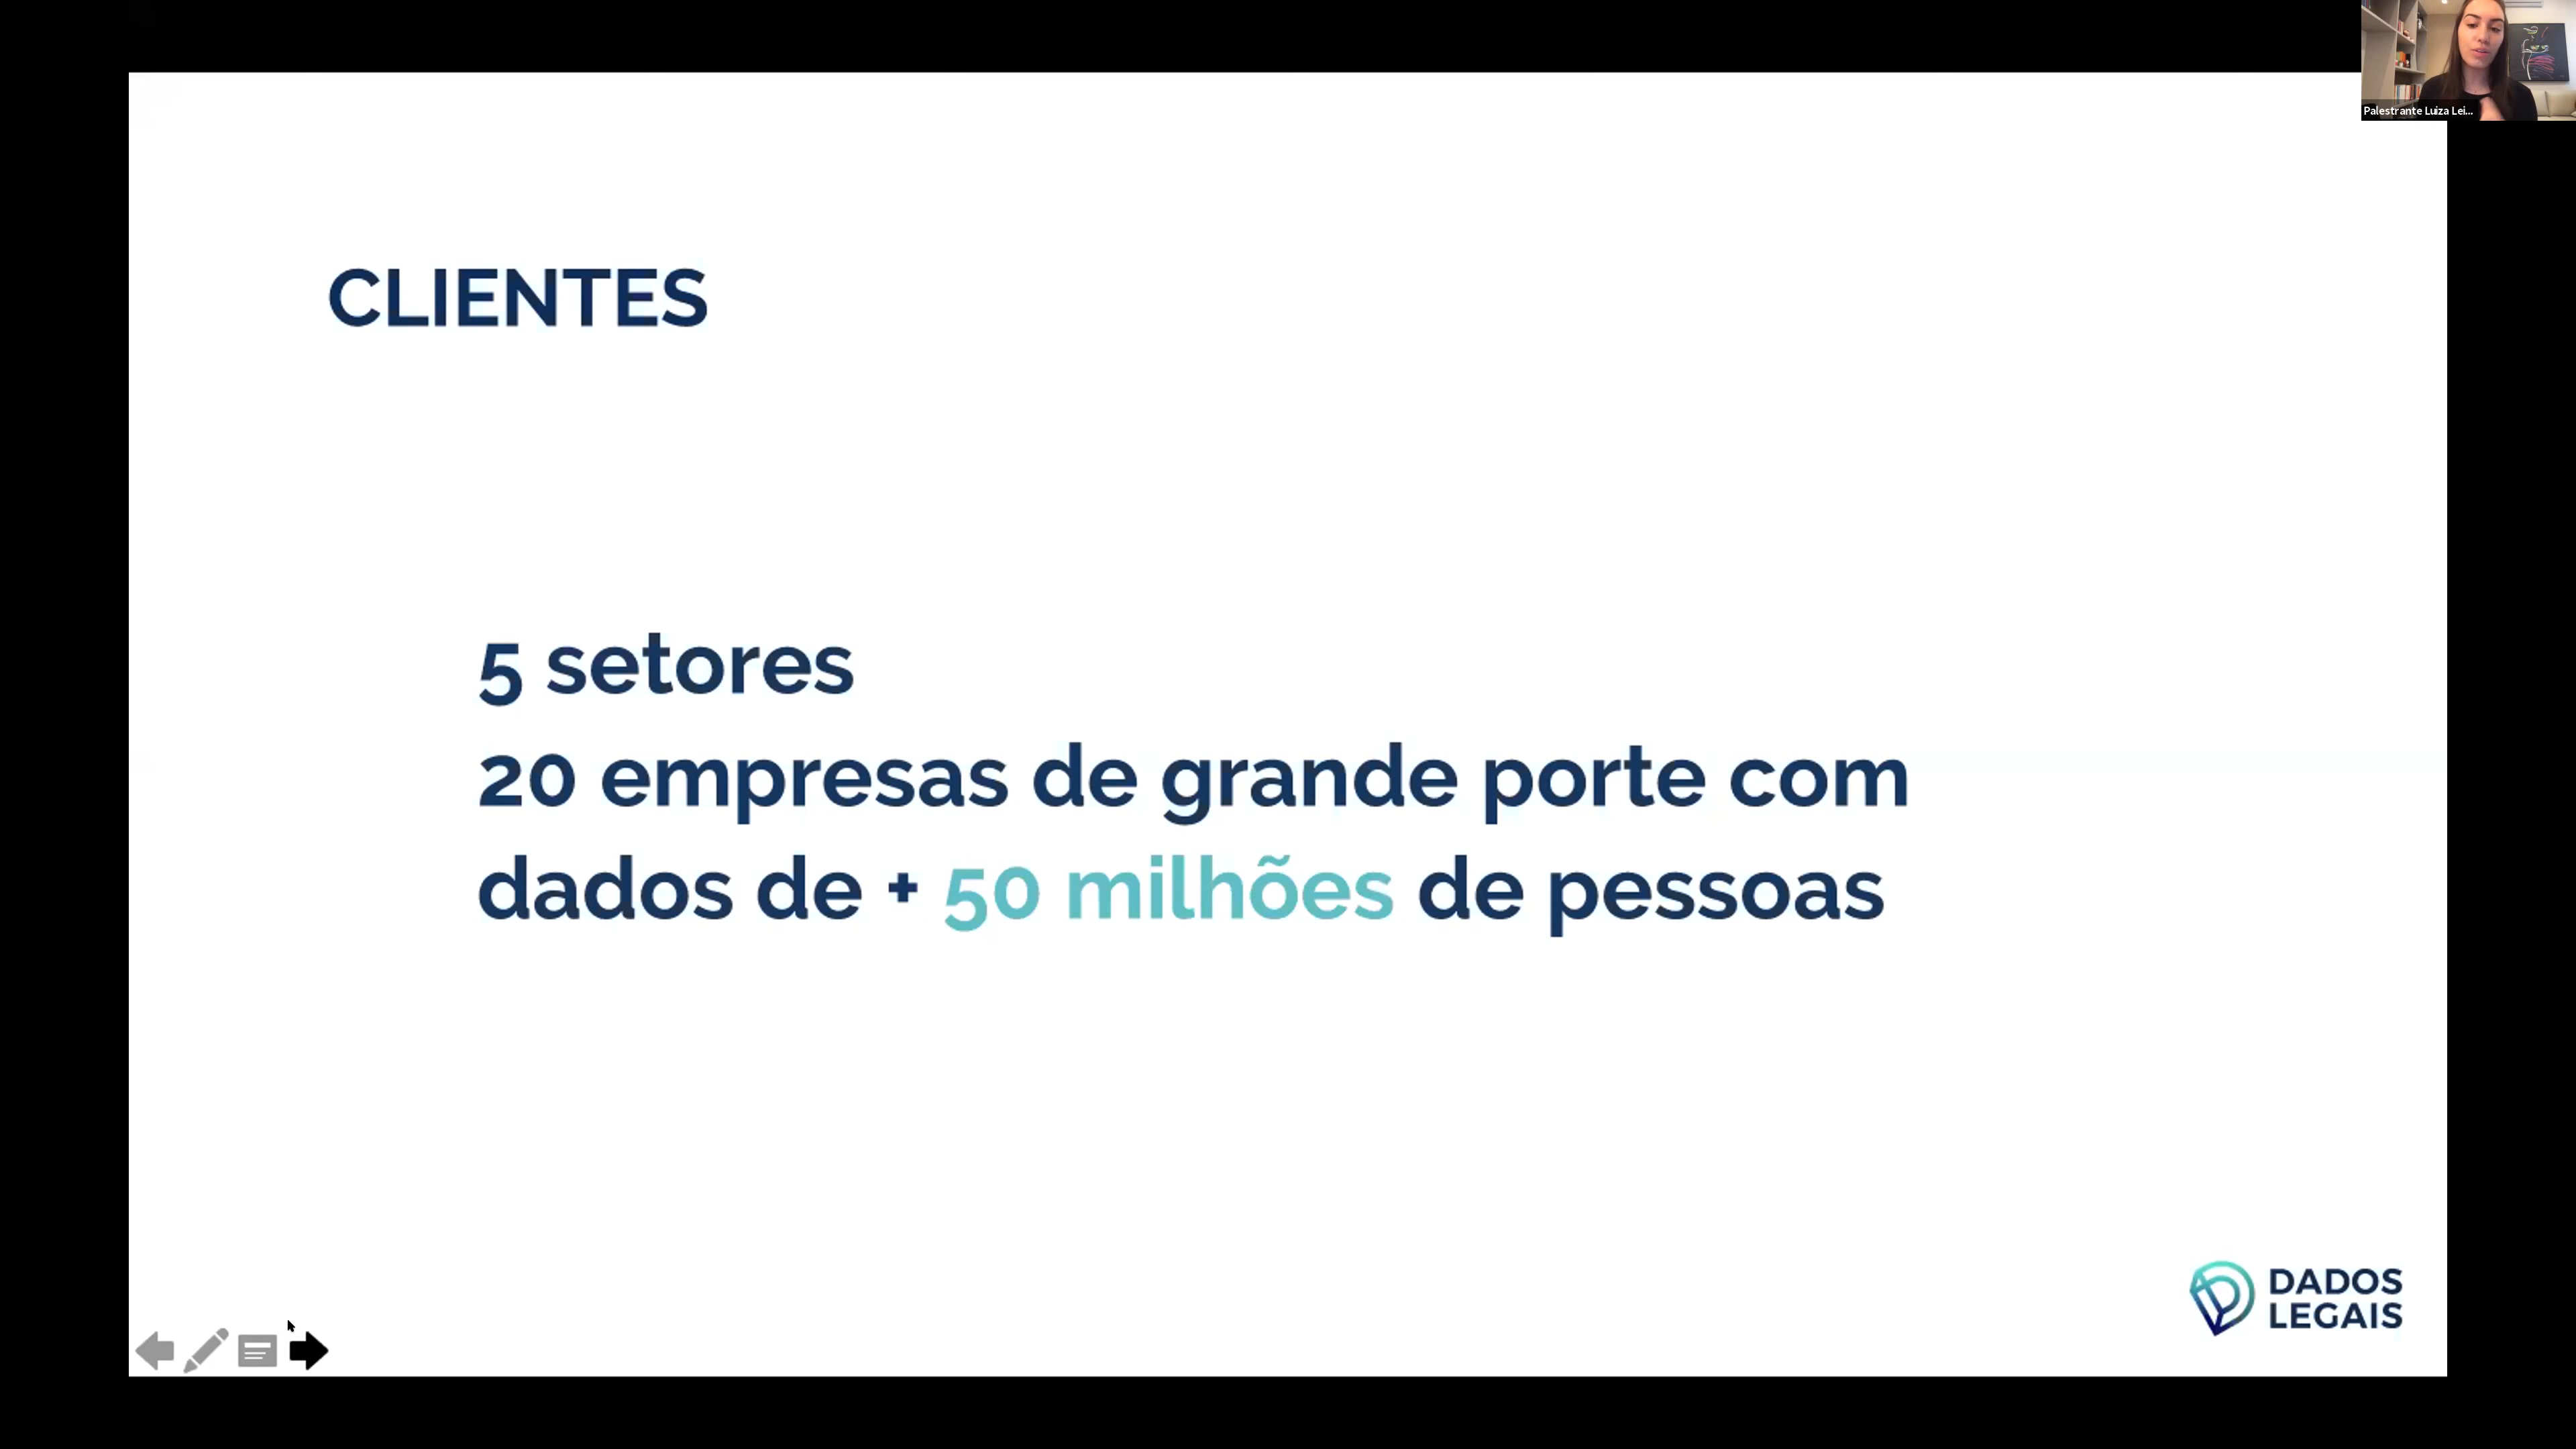 Palestrante Luiza Lei...
CLIENTES
5 setores
20 empresas de grande porte com
dados de + 50 milhões de pessoas
DADOS
LEGAIS